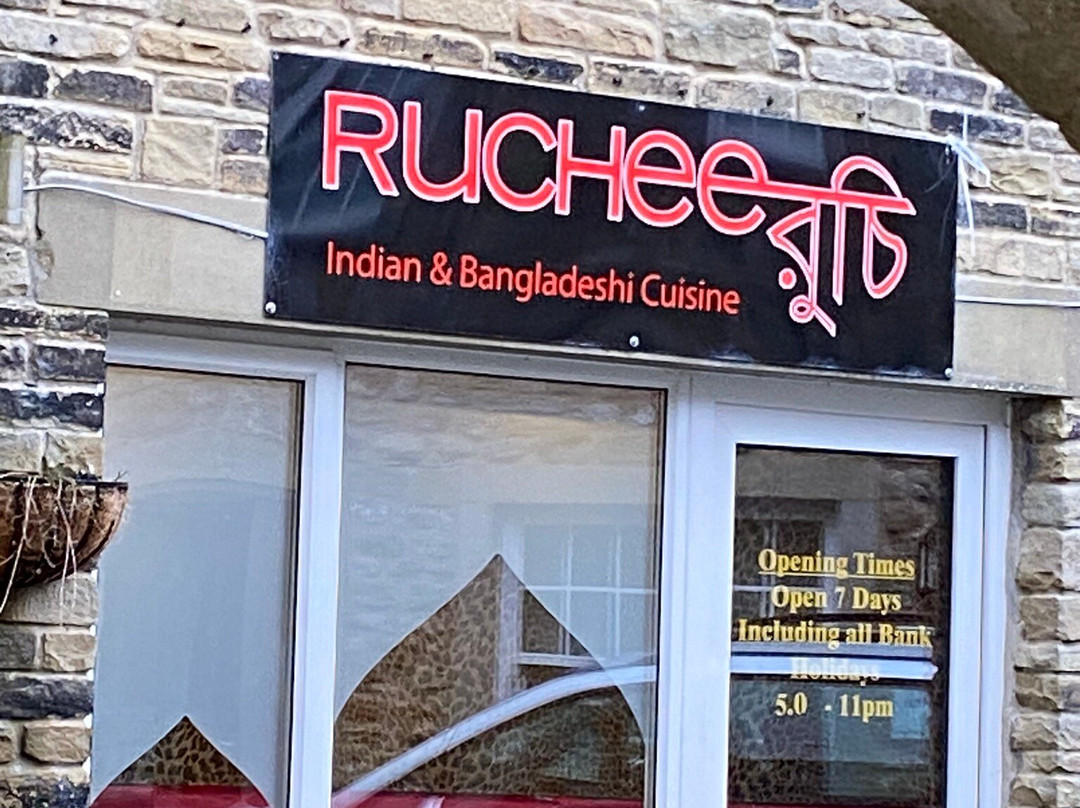 RUCHEE রুচি
Indian & Bangladeshi Cuisine
Opening Times
Open 7 Days
Including all Bank
Holidays
5.0 - 11pm